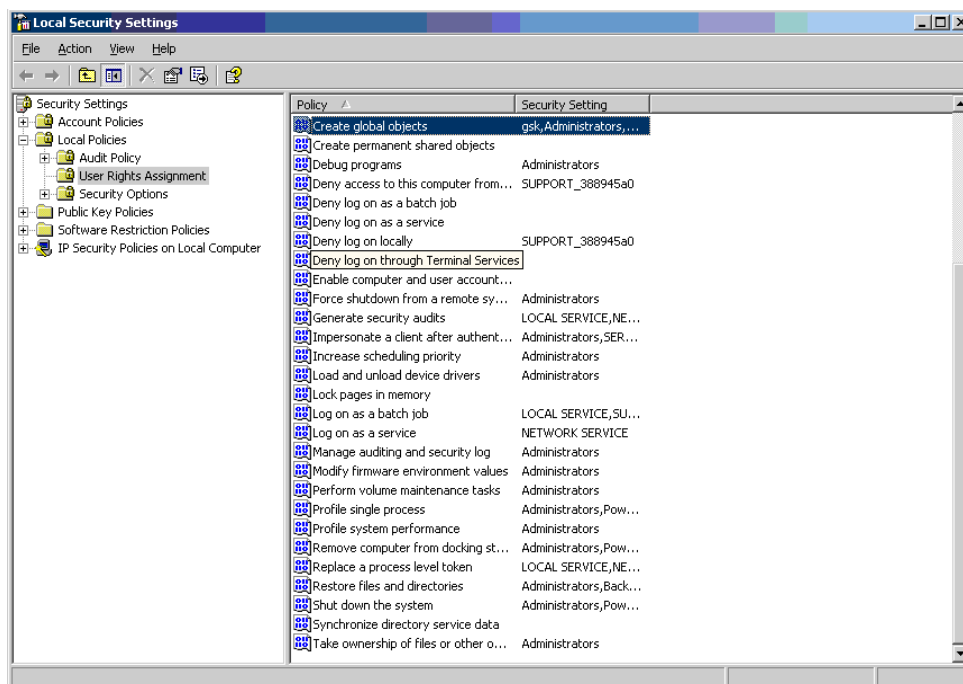 Local Security Settings
File Action View Help
Security Settings
Account Policies
Local Policies
Audit Policy
User Rights Assignment
Security Options
Public Key Policies
Software Restriction Policies
IP Security Policies on Local Computer
Policy Security Setting
Create global objects gsk,Administrators,...
Create permanent shared objects
Debug programs Administrators
Deny access to this computer from... SUPPORT_388945a0
Deny log on as a batch job
Deny log on as a service
Deny log on locally SUPPORT_388945a0
Deny log on through Terminal Services
Enable computer and user account...
Force shutdown from a remote sy... Administrators
Generate security audits LOCAL SERVICE,NE...
Impersonate a client after authent... Administrators,SER...
Increase scheduling priority Administrators
Load and unload device drivers Administrators
Lock pages in memory
Log on as a batch job LOCAL SERVICE,SU...
Log on as a service NETWORK SERVICE
Manage auditing and security log Administrators
Modify firmware environment values Administrators
Perform volume maintenance tasks Administrators
Profile single process Administrators,Pow...
Profile system performance Administrators
Remove computer from docking st... Administrators,Pow...
Replace a process level token LOCAL SERVICE,NE...
Restore files and directories Administrators,Back...
Shut down the system Administrators,Pow...
Synchronize directory service data
Take ownership of files or other o... Administrators